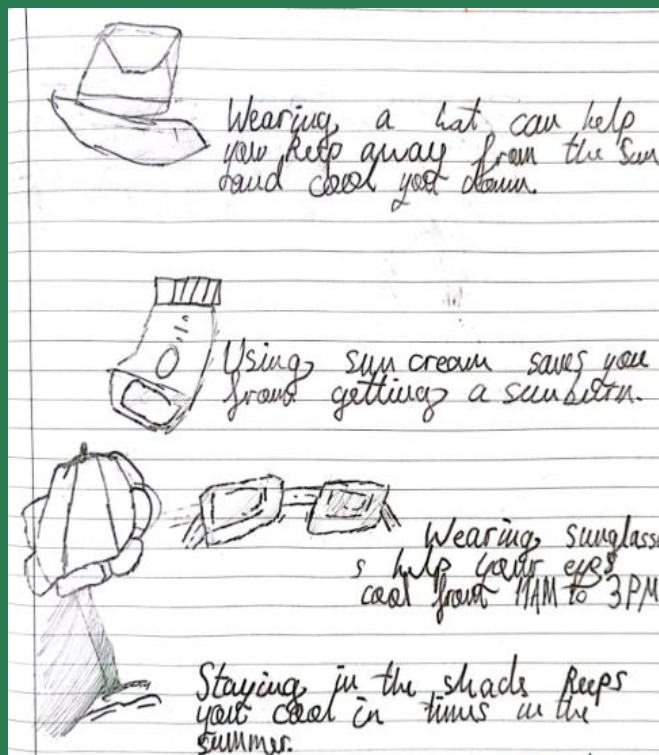 Wearing a hat can help
you keep away from the sun
and cool you down.
Using sun cream saves you
from getting a sunburn.
Wearing sunglasse
s help your eyes
cool from 11AM to 3PM
Staying in the shade keeps
you cool in times in the
summer.